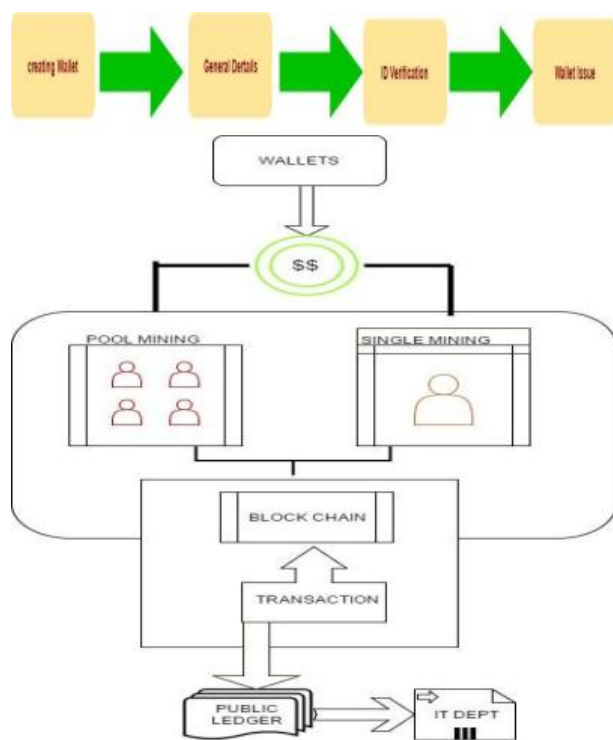 creating Wallet
General Dertails
ID Verification
Wallet Issue
WALLETS
$$
POOL MINING
SINGLE MINING
BLOCK CHAIN
TRANSACTION
PUBLIC
LEDGER
IT DEPT